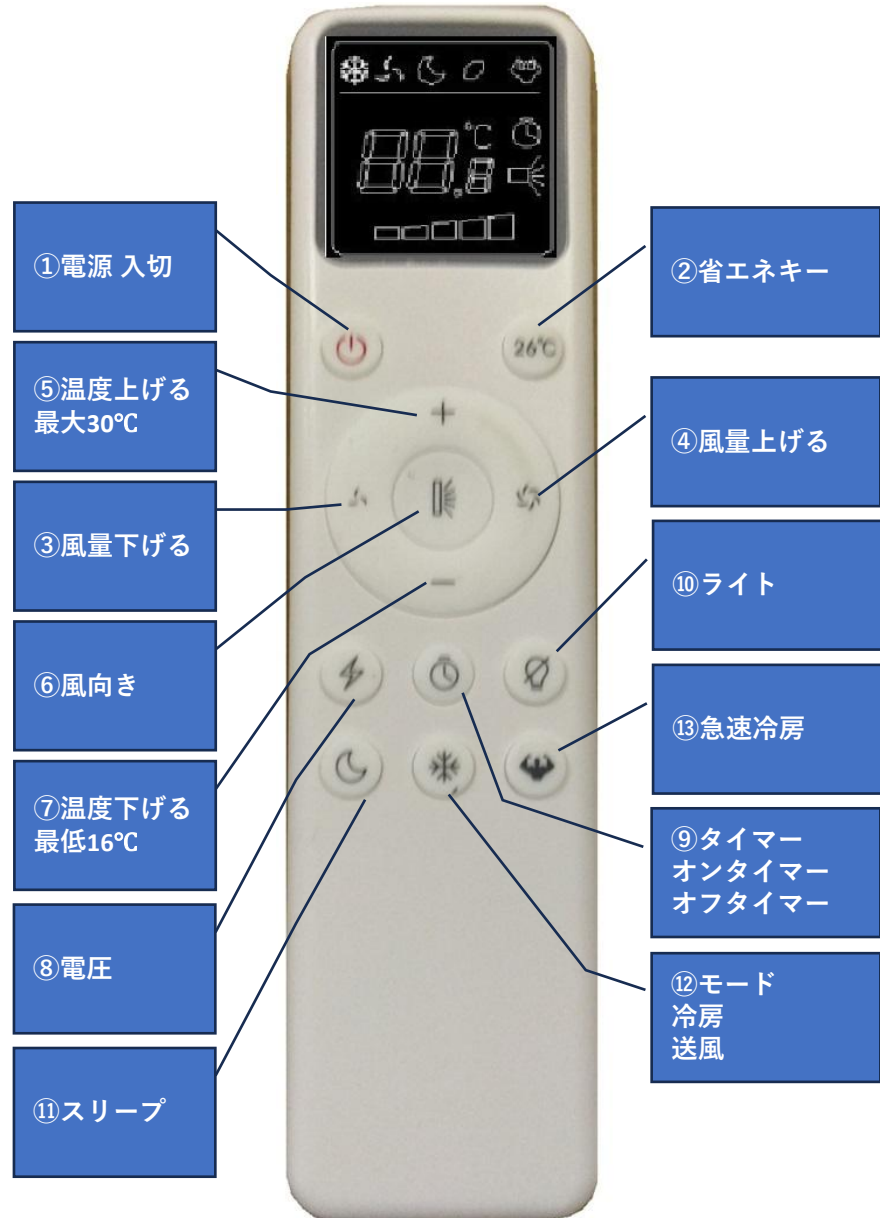 88.8℃
①電源 入切
②省エネキー
26℃
⑤温度上げる
最大30℃
+
④風量上げる
③風量下げる
−
⑩ライト
⑥風向き
⑬急速冷房
⑦温度下げる
最低16℃
⑨タイマー
オンタイマー
オフタイマー
⑧電圧
⑫モード
冷房
送風
⑪スリープ